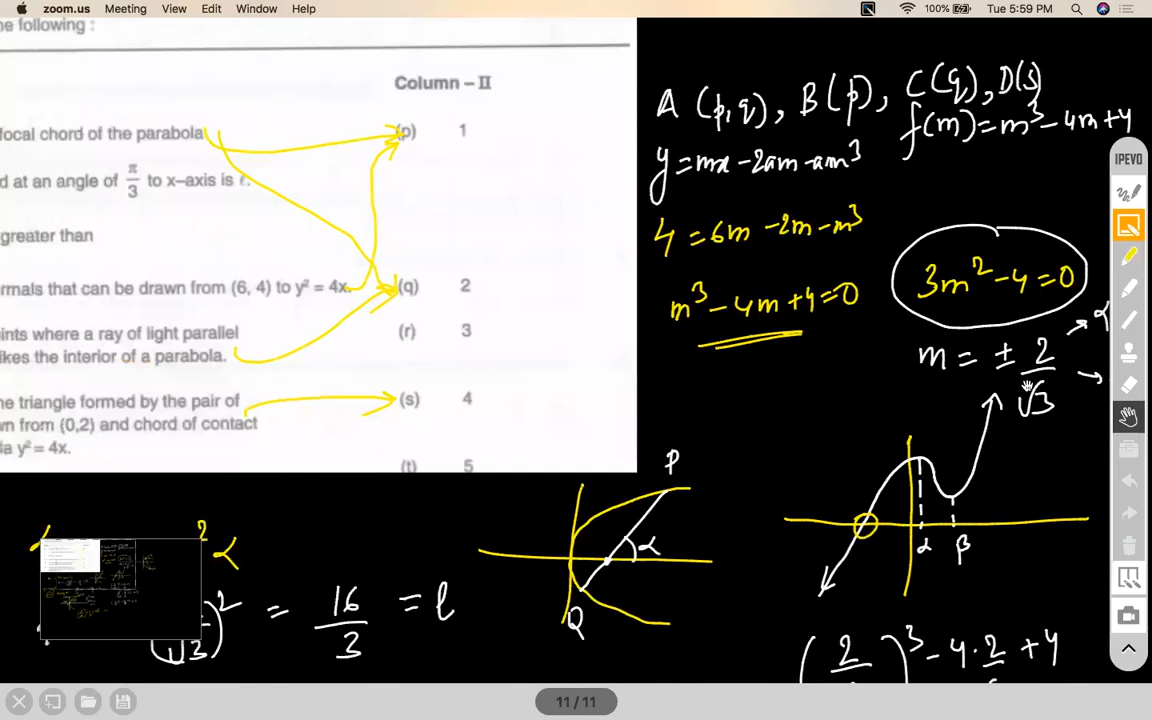 zoom.us Meeting View Edit Window Help 100% Tue 5:59 PM
he following :
Column – II
focal chord of the parabola (p) 1
d at an angle of π/3 to x–axis is ℓ.
greater than
rmals that can be drawn from (6, 4) to y² = 4x. (q) 2
ints where a ray of light parallel (r) 3
ikes the interior of a parabola.
ne triangle formed by the pair of (s) 4
wn from (0,2) and chord of contact
la y² = 4x.
(t) 5
A (p,q), B(p), C(q), D(s)
f(m) = m³ - 4m + 4
y = mx - 2am - am³
4 = 6m - 2m - m³
m³ - 4m + 4 = 0
3m² - 4 = 0
m = ± 2/√3 → α
IPEVO
P
α
Q
α β
² α
√3)² = 16/3 = l
(2/ )³ - 4·2/ + 4
11 / 11